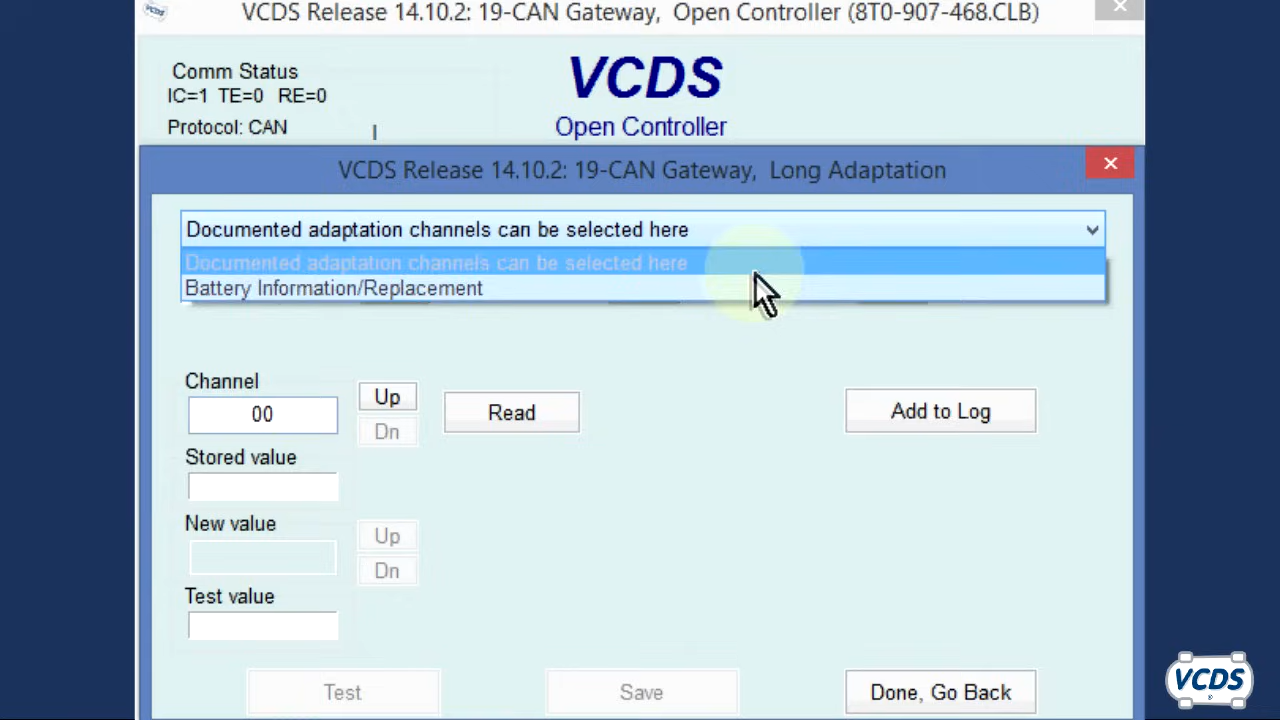 VCDS Release 14.10.2: 19-CAN Gateway, Open Controller (8T0-907-468.CLB)
Comm Status
IC=1 TE=0 RE=0
Protocol: CAN
|
VCDS
Open Controller
VCDS Release 14.10.2: 19-CAN Gateway, Long Adaptation
Documented adaptation channels can be selected here
Documented adaptation channels can be selected here
Battery Information/Replacement
Channel
00
Up
Dn
Read
Add to Log
Stored value
New value
Up
Dn
Test value
Test
Save
Done, Go Back
VCDS